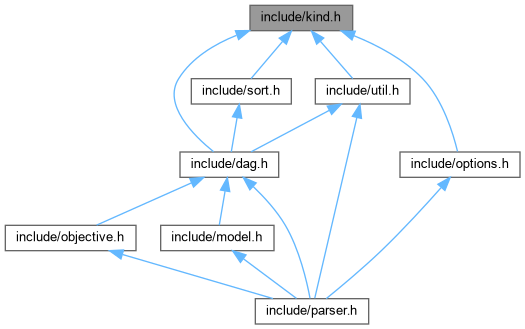 include/kind.h
include/sort.h
include/util.h
include/dag.h
include/options.h
include/objective.h
include/model.h
include/parser.h